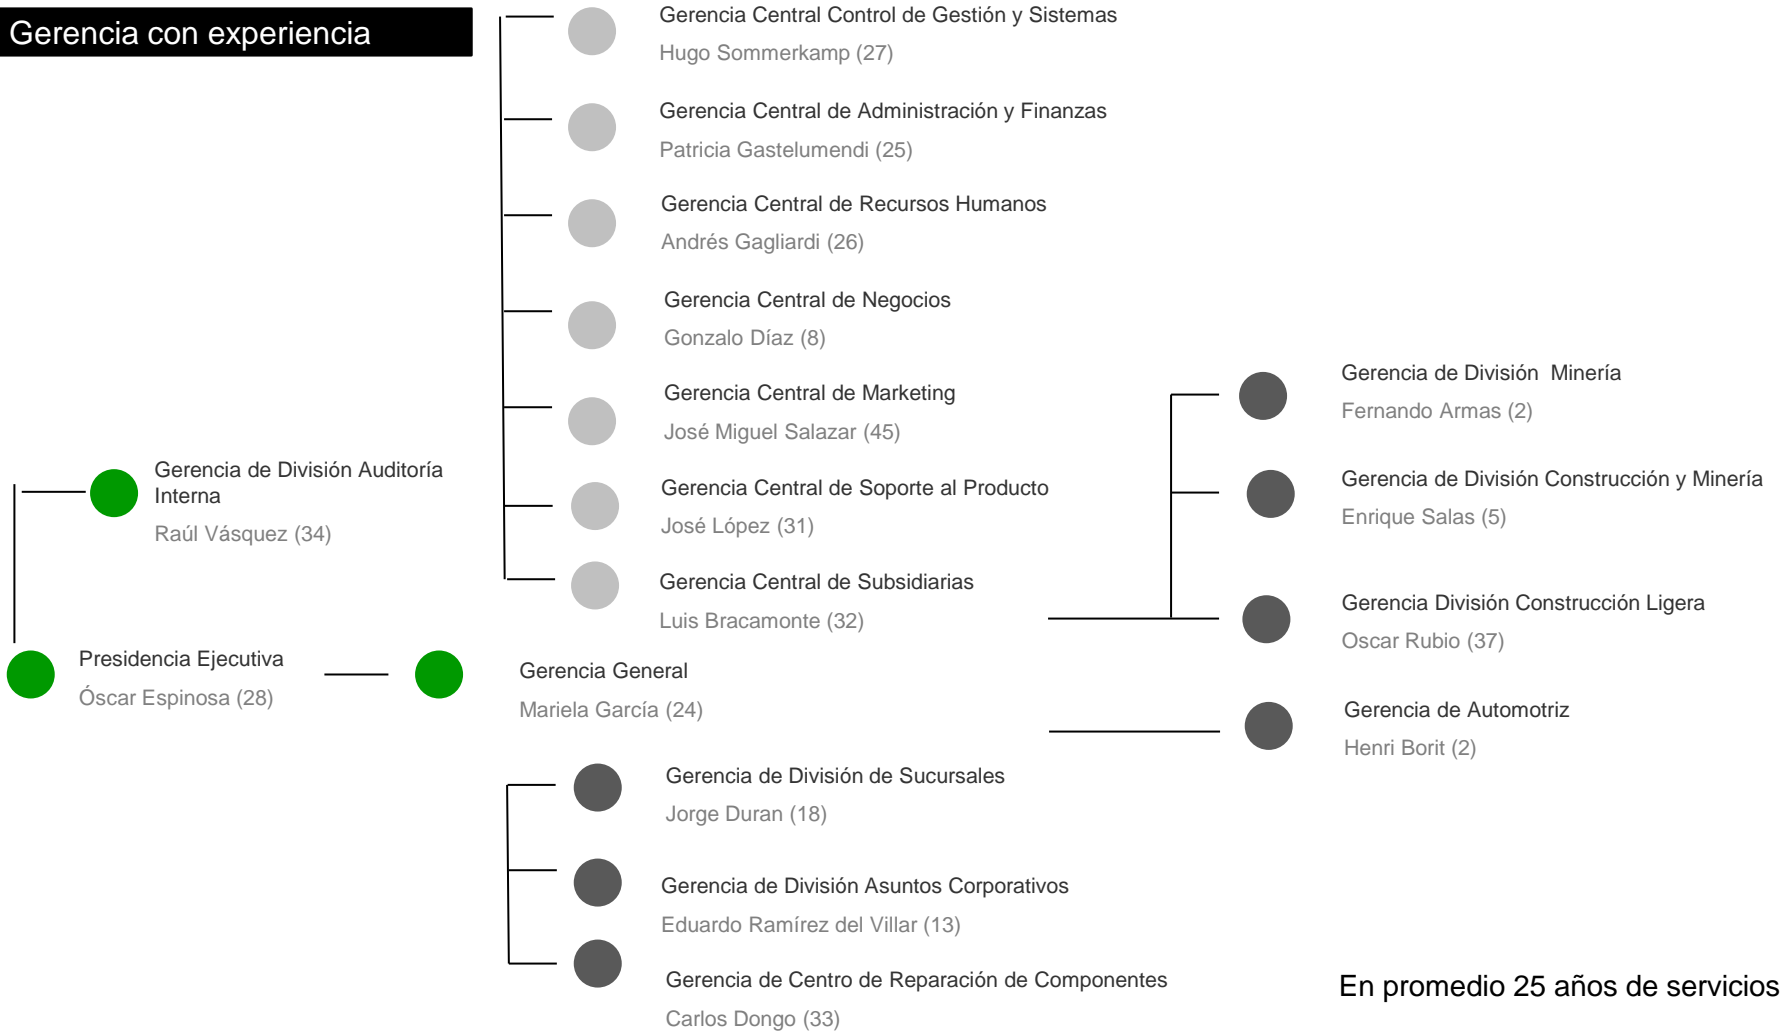 Gerencia con experiencia
Gerencia Central Control de Gestión y Sistemas
Hugo Sommerkamp (27)
Gerencia Central de Administración y Finanzas
Patricia Gastelumendi (25)
Gerencia Central de Recursos Humanos
Andrés Gagliardi (26)
Gerencia Central de Negocios
Gonzalo Díaz (8)
Gerencia Central de Marketing
José Miguel Salazar (45)
Gerencia Central de Soporte al Producto
José López (31)
Gerencia Central de Subsidiarias
Luis Bracamonte (32)
Gerencia de División Auditoría
Interna
Raúl Vásquez (34)
Presidencia Ejecutiva
Óscar Espinosa (28)
Gerencia General
Mariela García (24)
Gerencia de División Minería
Fernando Armas (2)
Gerencia de División Construcción y Minería
Enrique Salas (5)
Gerencia División Construcción Ligera
Oscar Rubio (37)
Gerencia de Automotriz
Henri Borit (2)
Gerencia de División de Sucursales
Jorge Duran (18)
Gerencia de División Asuntos Corporativos
Eduardo Ramírez del Villar (13)
Gerencia de Centro de Reparación de Componentes
Carlos Dongo (33)
En promedio 25 años de servicios